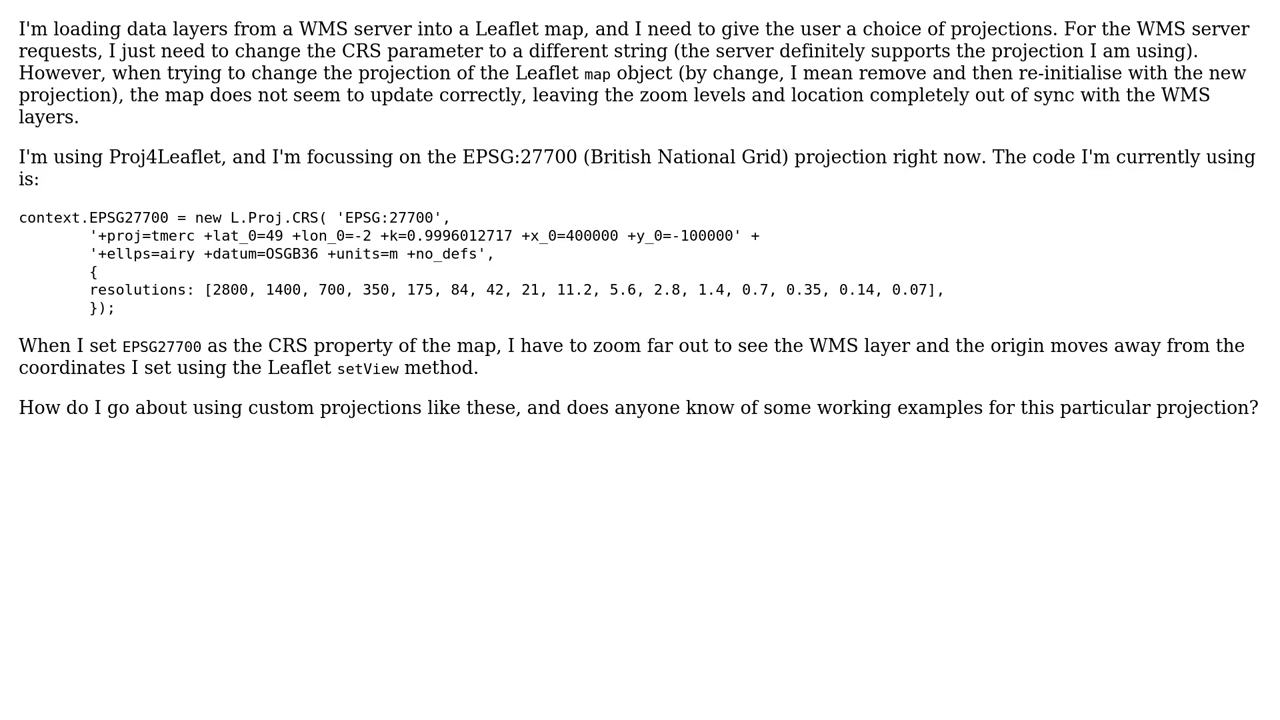 I'm loading data layers from a WMS server into a Leaflet map, and I need to give the user a choice of projections. For the WMS server
requests, I just need to change the CRS parameter to a different string (the server definitely supports the projection I am using).
However, when trying to change the projection of the Leaflet map object (by change, I mean remove and then re-initialise with the new
projection), the map does not seem to update correctly, leaving the zoom levels and location completely out of sync with the WMS
layers.
I'm using Proj4Leaflet, and I'm focussing on the EPSG:27700 (British National Grid) projection right now. The code I'm currently using
is:
context.EPSG27700 = new L.Proj.CRS( 'EPSG:27700',
'+proj=tmerc +lat_0=49 +lon_0=-2 +k=0.9996012717 +x_0=400000 +y_0=-100000' +
'+ellps=airy +datum=OSGB36 +units=m +no_defs',
{
resolutions: [2800, 1400, 700, 350, 175, 84, 42, 21, 11.2, 5.6, 2.8, 1.4, 0.7, 0.35, 0.14, 0.07],
});
When I set EPSG27700 as the CRS property of the map, I have to zoom far out to see the WMS layer and the origin moves away from the
coordinates I set using the Leaflet setView method.
How do I go about using custom projections like these, and does anyone know of some working examples for this particular projection?